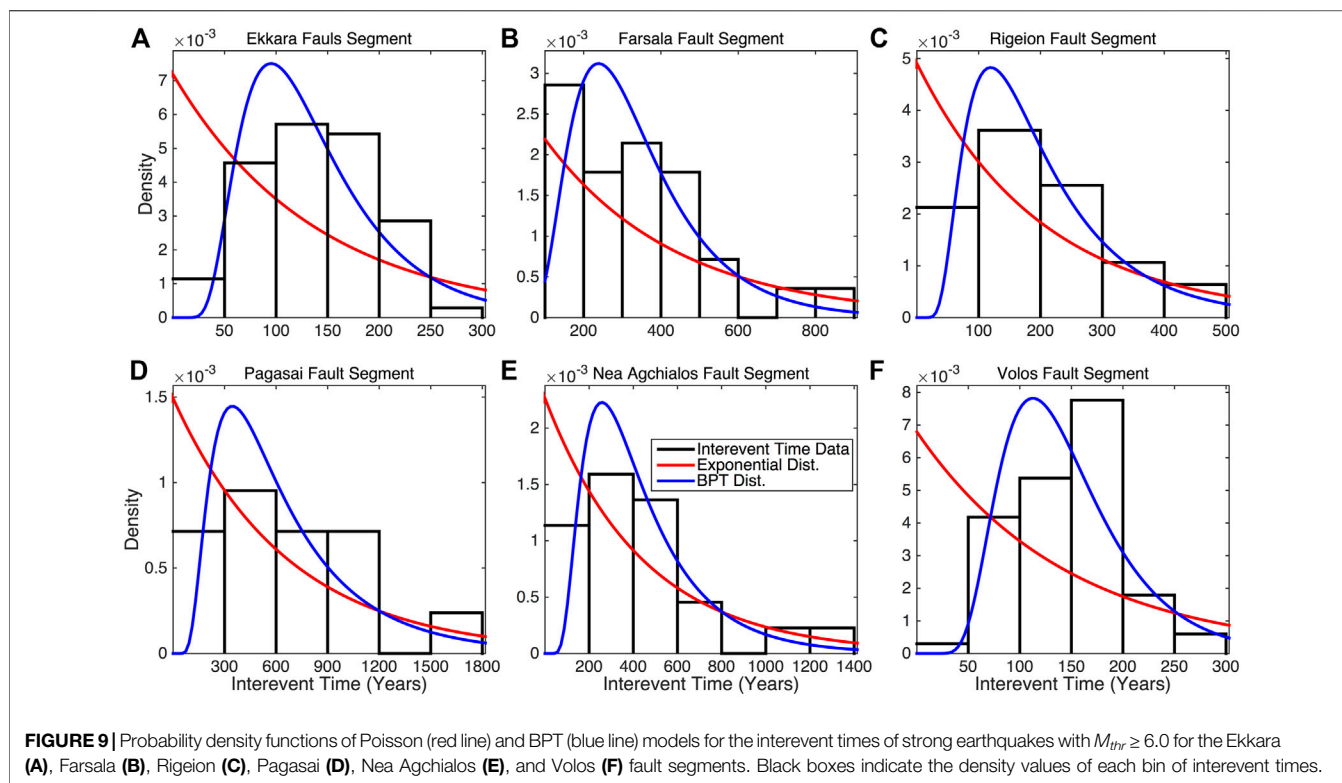 A
×10⁻³
Ekkara Fauls Segment
7
6
5
4
3
2
1
0
Density
50 100 150 200 250 300
B
×10⁻³
Farsala Fault Segment
3
2.5
2
1.5
1
0.5
0
200 400 600 800
C
×10⁻³
Rigeion Fault Segment
5
4
3
2
1
0
100 200 300 400 500
D
×10⁻³
Pagasai Fault Segment
1.5
1
0.5
0
Density
300 600 900 1200 1500 1800
Interevent Time (Years)
E
×10⁻³
Nea Agchialos Fault Segment
2
1.5
1
0.5
0
Interevent Time Data
Exponential Dist.
BPT Dist.
200 400 600 800 1000 1200 1400
Interevent Time (Years)
F
×10⁻³
Volos Fault Segment
8
7
6
5
4
3
2
1
0
50 100 150 200 250 300
Interevent Time (Years)
FIGURE 9 | Probability density functions of Poisson (red line) and BPT (blue line) models for the interevent times of strong earthquakes with Mthr ≥ 6.0 for the Ekkara
(A), Farsala (B), Rigeion (C), Pagasai (D), Nea Agchialos (E), and Volos (F) fault segments. Black boxes indicate the density values of each bin of interevent times.